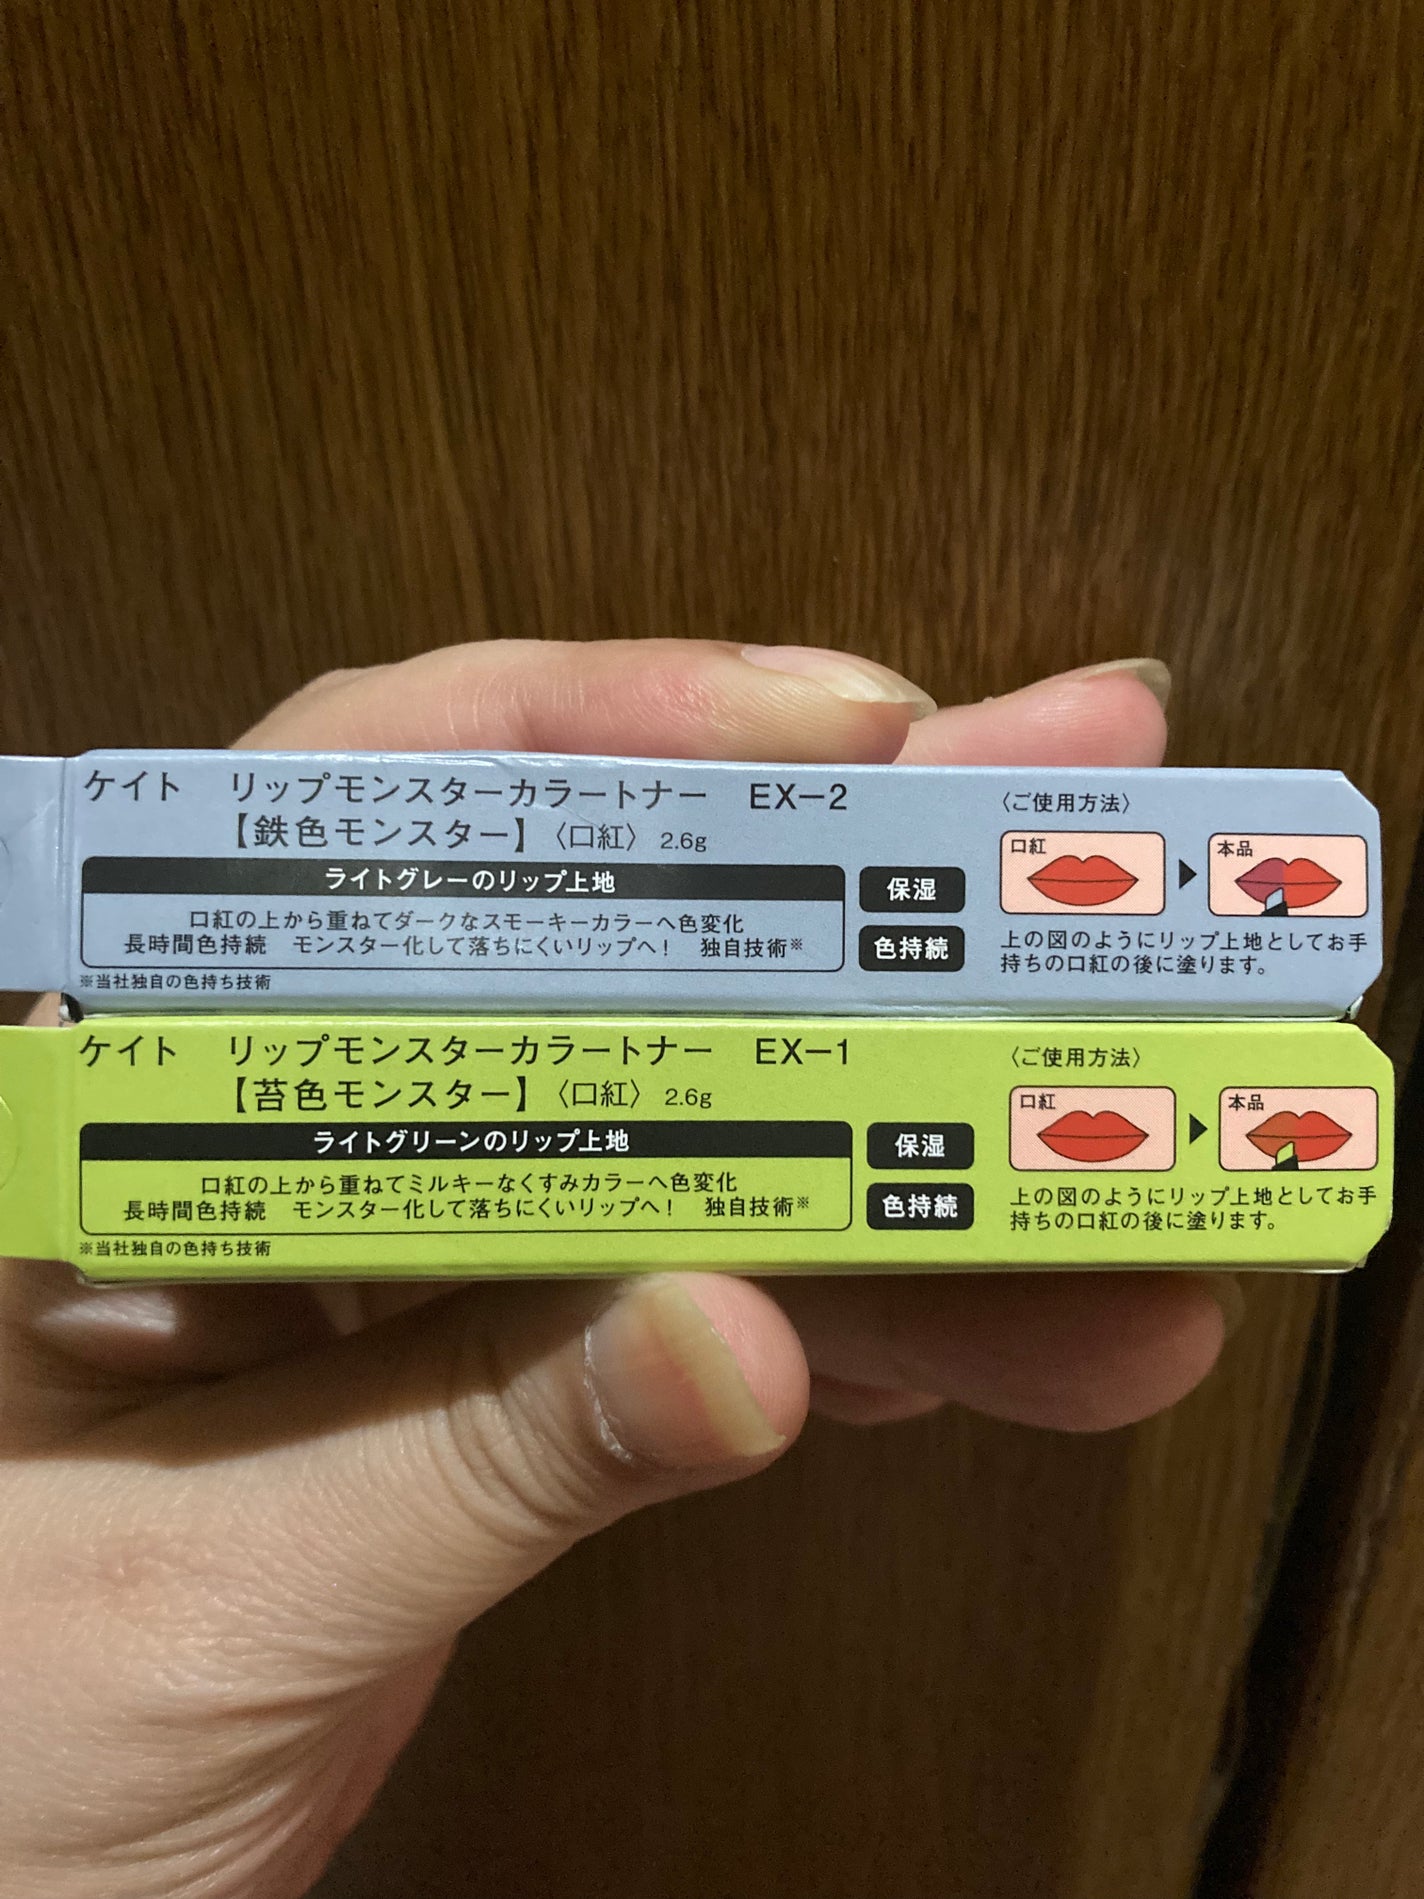 ケイト リップモンスターカラートナー EX−2
【鉄色モンスター】〈口紅〉 2.6g
ライトグレーのリップ上地
口紅の上から重ねてダークなスモーキーカラーへ色変化
長時間色持続 モンスター化して落ちにくいリップへ! 独自技術※
※当社独自の色持ち技術
保湿
色持続
〈ご使用方法〉
口紅
本品
上の図のようにリップ上地としてお手
持ちの口紅の後に塗ります。
ケイト リップモンスターカラートナー EX−1
【苔色モンスター】〈口紅〉 2.6g
ライトグリーンのリップ上地
口紅の上から重ねてミルキーなくすみカラーへ色変化
長時間色持続 モンスター化して落ちにくいリップへ! 独自技術※
※当社独自の色持ち技術
保湿
色持続
〈ご使用方法〉
口紅
本品
上の図のようにリップ上地としてお手
持ちの口紅の後に塗ります。